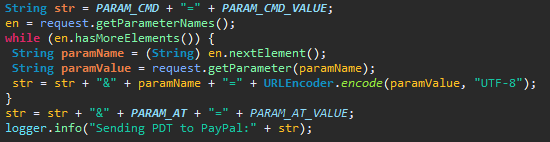 String str = PARAM_CMD + "=" + PARAM_CMD_VALUE;
en = request.getParameterNames();
while (en.hasMoreElements()) {
 String paramName = (String) en.nextElement();
 String paramValue = request.getParameter(paramName);
 str = str + "&" + paramName + "=" + URLEncoder.encode(paramValue, "UTF-8");
}
str = str + "&" + PARAM_AT + "=" + PARAM_AT_VALUE;
logger.info("Sending PDT to PayPal:" + str);